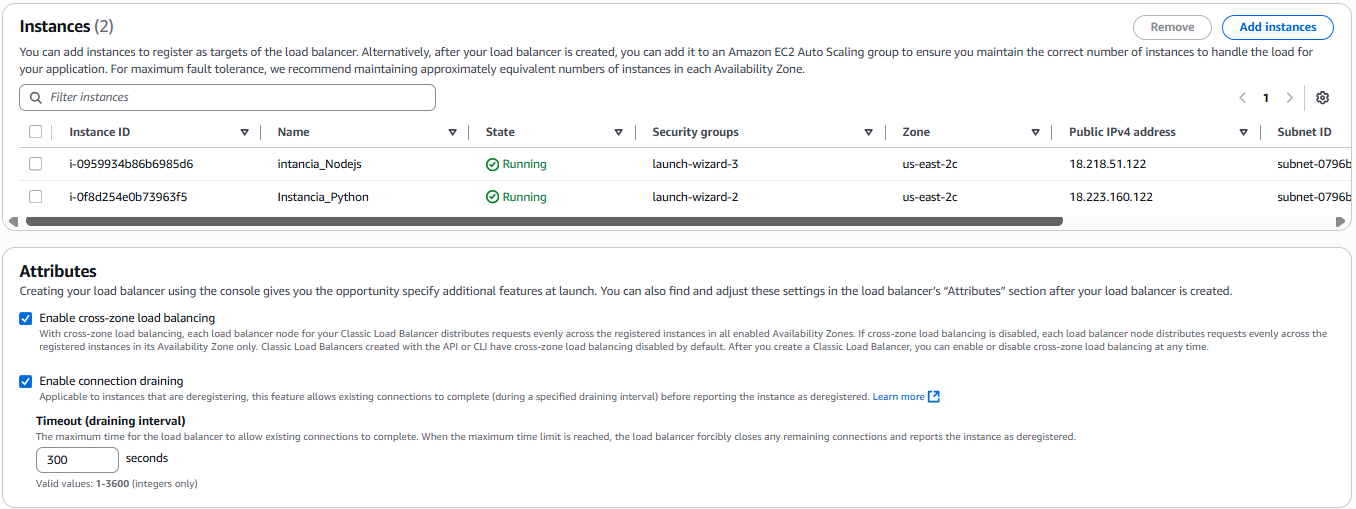 Instances (2)
Remove
Add instances
You can add instances to register as targets of the load balancer. Alternatively, after your load balancer is created, you can add it to an Amazon EC2 Auto Scaling group to ensure you maintain the correct number of instances to handle the load for
your application. For maximum fault tolerance, we recommend maintaining approximately equivalent numbers of instances in each Availability Zone.
Filter instances
1
Instance ID Name State Security groups Zone Public IPv4 address Subnet ID
i-0959934b86b6985d6 intancia_Nodejs Running launch-wizard-3 us-east-2c 18.218.51.122 subnet-0796b
i-0f8d254e0b73963f5 Instancia_Python Running launch-wizard-2 us-east-2c 18.223.160.122 subnet-0796b
Attributes
Creating your load balancer using the console gives you the opportunity specify additional features at launch. You can also find and adjust these settings in the load balancer's “Attributes” section after your load balancer is created.
Enable cross-zone load balancing
With cross-zone load balancing, each load balancer node for your Classic Load Balancer distributes requests evenly across the registered instances in all enabled Availability Zones. If cross-zone load balancing is disabled, each load balancer node distributes requests evenly across the
registered instances in its Availability Zone only. Classic Load Balancers created with the API or CLI have cross-zone load balancing disabled by default. After you create a Classic Load Balancer, you can enable or disable cross-zone load balancing at any time.
Enable connection draining
Applicable to instances that are deregistering, this feature allows existing connections to complete (during a specified draining interval) before reporting the instance as deregistered. Learn more
Timeout (draining interval)
The maximum time for the load balancer to allow existing connections to complete. When the maximum time limit is reached, the load balancer forcibly closes any remaining connections and reports the instance as deregistered.
300 seconds
Valid values: 1-3600 (integers only)